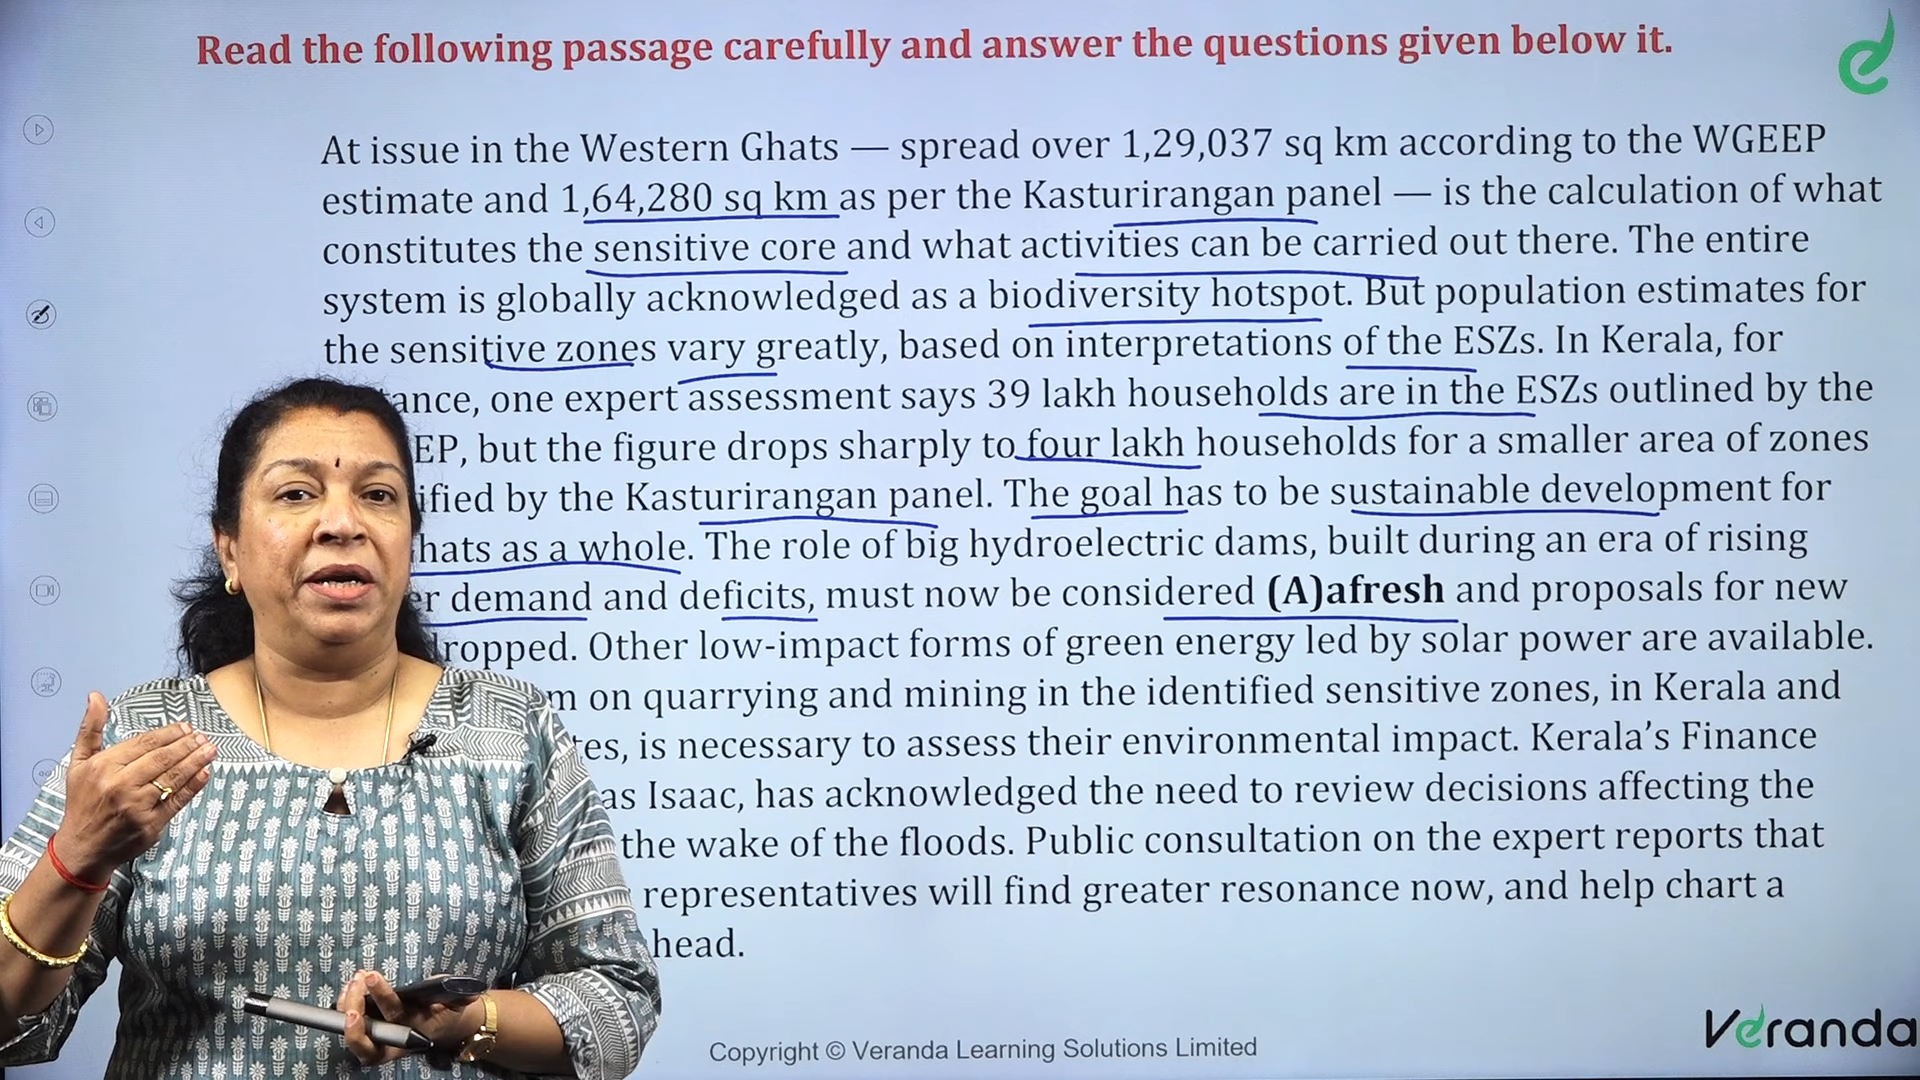 Read the following passage carefully and answer the questions given below it.
At issue in the Western Ghats — spread over 1,29,037 sq km according to the WGEEP
estimate and 1,64,280 sq km as per the Kasturirangan panel — is the calculation of what
constitutes the sensitive core and what activities can be carried out there. The entire
system is globally acknowledged as a biodiversity hotspot. But population estimates for
the sensitive zones vary greatly, based on interpretations of the ESZs. In Kerala, for
ance, one expert assessment says 39 lakh households are in the ESZs outlined by the
EP, but the figure drops sharply to four lakh households for a smaller area of zones
ified by the Kasturirangan panel. The goal has to be sustainable development for
hats as a whole. The role of big hydroelectric dams, built during an era of rising
er demand and deficits, must now be considered (A)afresh and proposals for new
ropped. Other low-impact forms of green energy led by solar power are available.
m on quarrying and mining in the identified sensitive zones, in Kerala and
tes, is necessary to assess their environmental impact. Kerala’s Finance
as Isaac, has acknowledged the need to review decisions affecting the
the wake of the floods. Public consultation on the expert reports that
representatives will find greater resonance now, and help chart a
head.
Veranda
Copyright © Veranda Learning Solutions Limited